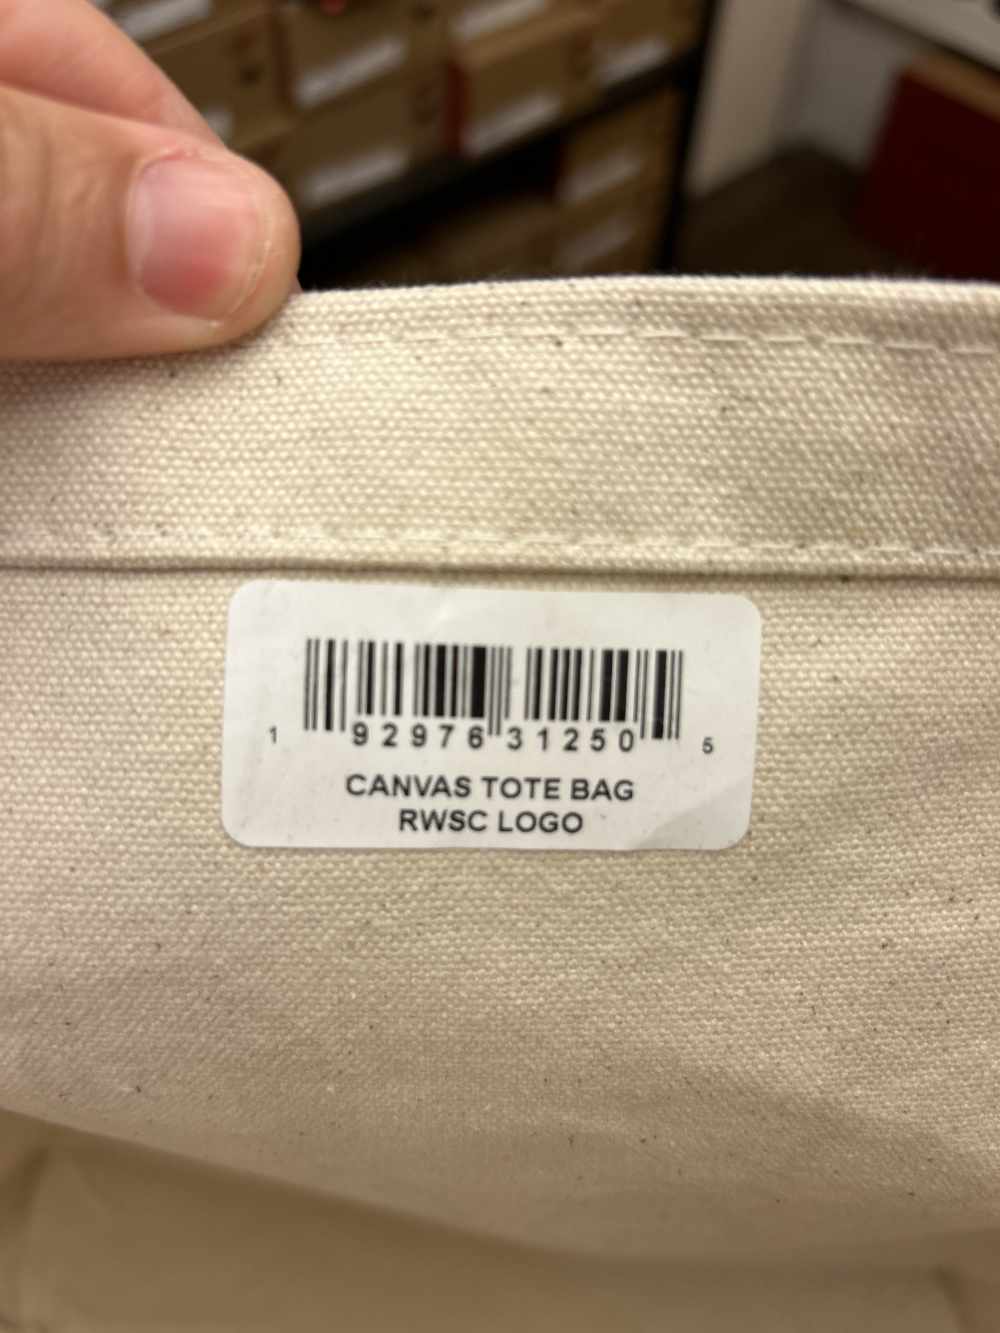 1 92976 31250 5
CANVAS TOTE BAG
RWSC LOGO